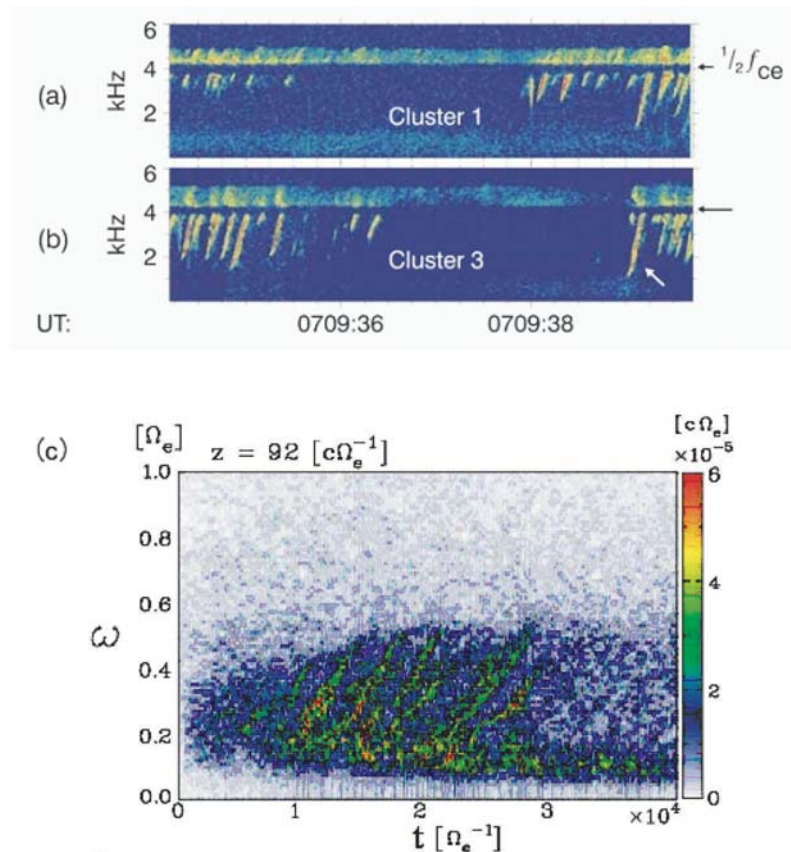 6
(a) kHz 4 ½ f ce
2 Cluster 1
6
(b) kHz 4
2 Cluster 3
UT: 0709:36 0709:38
(c) [Ωₑ] z = 92 [cΩₑ⁻¹] [cΩₑ]
×10⁻⁵
1.0 6
0.8
0.6 4
ω
0.4 2
0.2
0.0 0
0 1 2 3 ×10⁴
t [Ωₑ⁻¹]